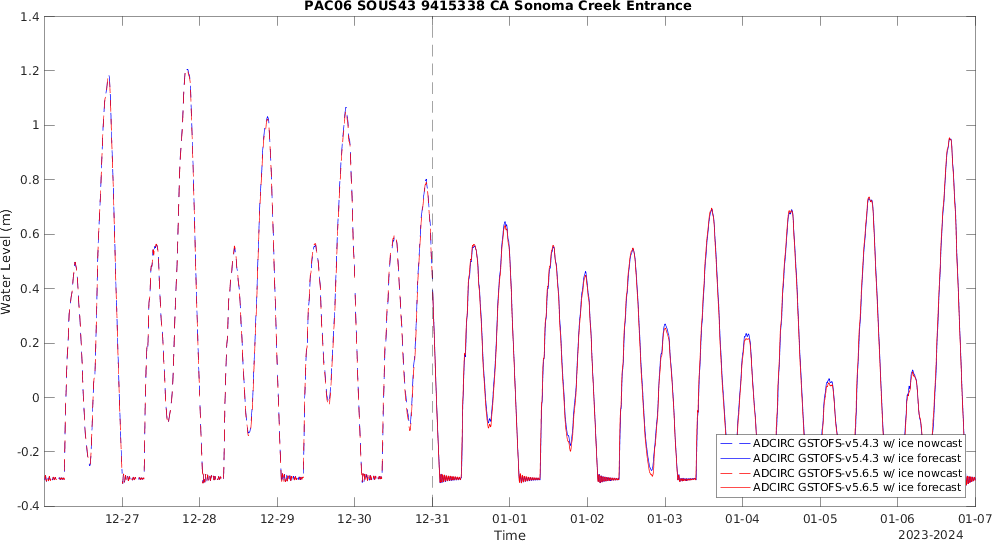 PAC06 SOUS43 9415338 CA Sonoma Creek Entrance
1.4
1.2
1
0.8
0.6
0.4
0.2
0
-0.2
-0.4
Water Level (m)
ADCIRC GSTOFS-v5.4.3 w/ ice nowcast
ADCIRC GSTOFS-v5.4.3 w/ ice forecast
ADCIRC GSTOFS-v5.6.5 w/ ice nowcast
ADCIRC GSTOFS-v5.6.5 w/ ice forecast
12-27 12-28 12-29 12-30 12-31 01-01 01-02 01-03 01-04 01-05 01-06 01-07
Time
2023-2024